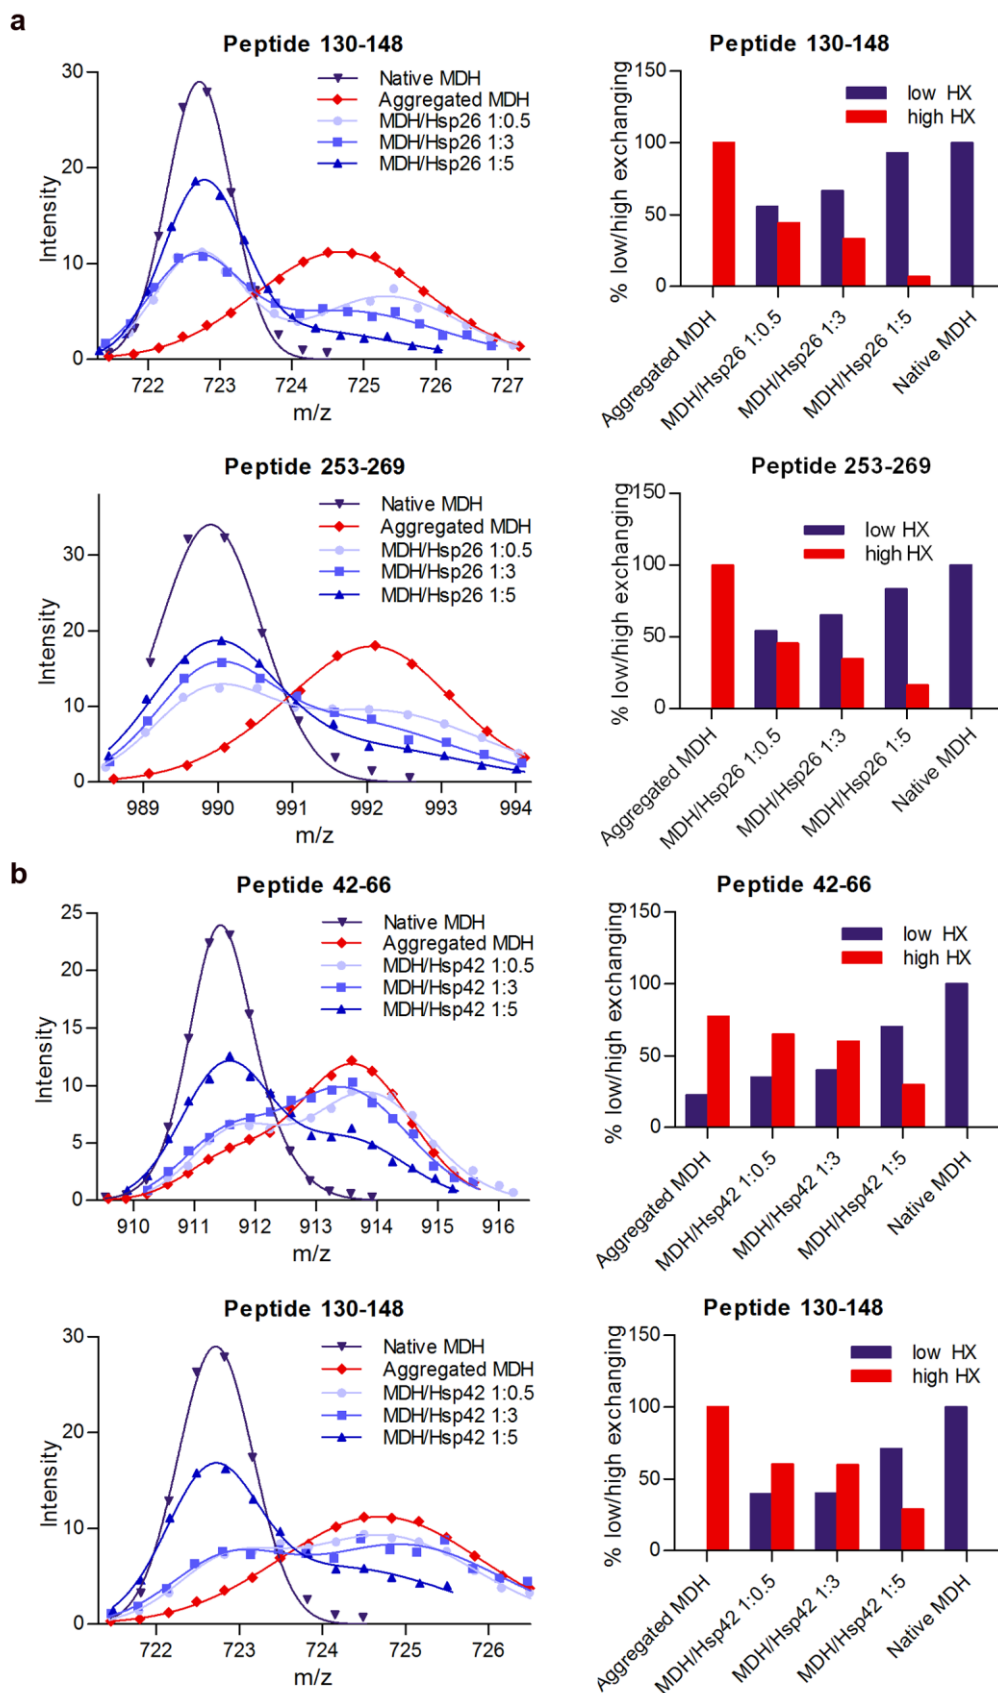 a
Peptide 130-148
30
20
10
0
Intensity
722 723 724 725 726 727
m/z
Native MDH
Aggregated MDH
MDH/Hsp26 1:0.5
MDH/Hsp26 1:3
MDH/Hsp26 1:5
Peptide 130-148
150
100
50
0
% low/high exchanging
low HX
high HX
Aggregated MDH
MDH/Hsp26 1:0.5
MDH/Hsp26 1:3
MDH/Hsp26 1:5
Native MDH
Peptide 253-269
30
20
10
0
Intensity
989 990 991 992 993 994
m/z
Native MDH
Aggregated MDH
MDH/Hsp26 1:0.5
MDH/Hsp26 1:3
MDH/Hsp26 1:5
Peptide 253-269
150
100
50
0
% low/high exchanging
low HX
high HX
Aggregated MDH
MDH/Hsp26 1:0.5
MDH/Hsp26 1:3
MDH/Hsp26 1:5
Native MDH
b
Peptide 42-66
25
20
25
10
5
0
Intensity
910 911 912 913 914 915 916
m/z
Native MDH
Aggregated MDH
MDH/Hsp42 1:0.5
MDH/Hsp42 1:3
MDH/Hsp42 1:5
Peptide 42-66
150
100
50
0
% low/high exchanging
low HX
high HX
Aggregated MDH
MDH/Hsp42 1:0.5
MDH/Hsp42 1:3
MDH/Hsp42 1:5
Native MDH
Peptide 130-148
30
20
10
0
Intensity
722 723 724 725 726
m/z
Native MDH
Aggregated MDH
MDH/Hsp42 1:0.5
MDH/Hsp42 1:3
MDH/Hsp42 1:5
Peptide 130-148
150
100
50
0
% low/high exchanging
low HX
high HX
Aggregated MDH
MDH/Hsp42 1:0.5
MDH/Hsp42 1:3
MDH/Hsp42 1:5
Native MDH